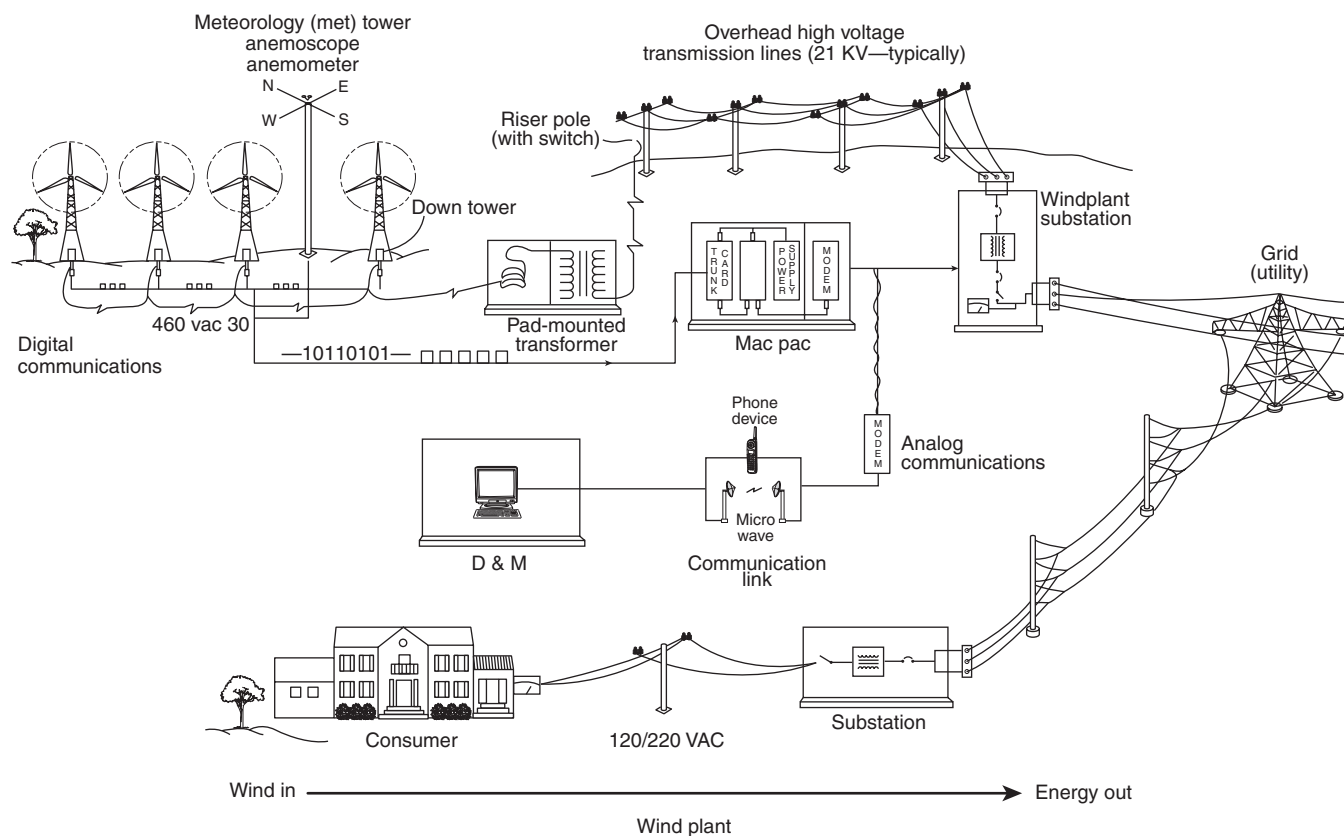 Meteorology (met) tower
anemoscope
anemometer
N
E
W
S
Overhead high voltage
transmission lines (21 KV—typically)
Riser pole
(with switch)
Down tower
Windplant
substation
Grid
(utility)
TRUNK
CARD
POWER
SUPPLY
MODEM
460 vac 30
Pad-mounted
transformer
Mac pac
Digital
communications
—10110101—
Phone
device
MODEM
Analog
communications
Micro
wave
D & M
Communication
link
Consumer
120/220 VAC
Substation
Wind in
Energy out
Wind plant